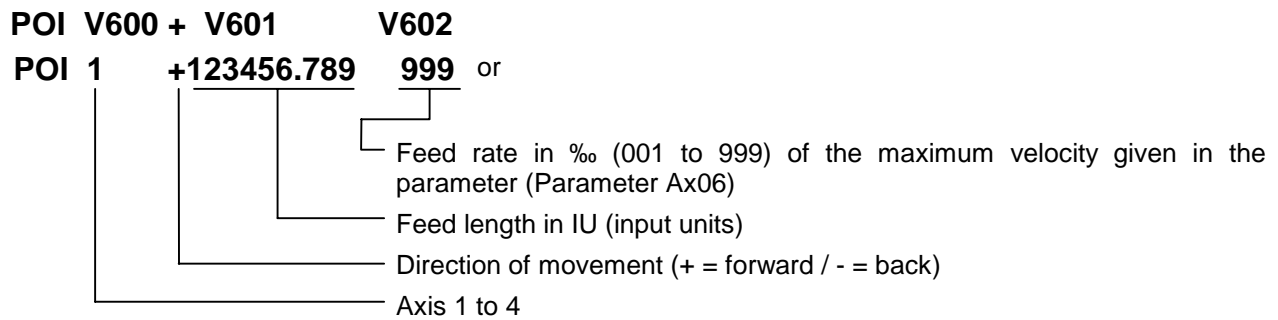 POI V600 + V601 V602
POI 1 +123456.789 999 or
Feed rate in ‰ (001 to 999) of the maximum velocity given in the
parameter (Parameter Ax06)
Feed length in IU (input units)
Direction of movement (+ = forward / - = back)
Axis 1 to 4